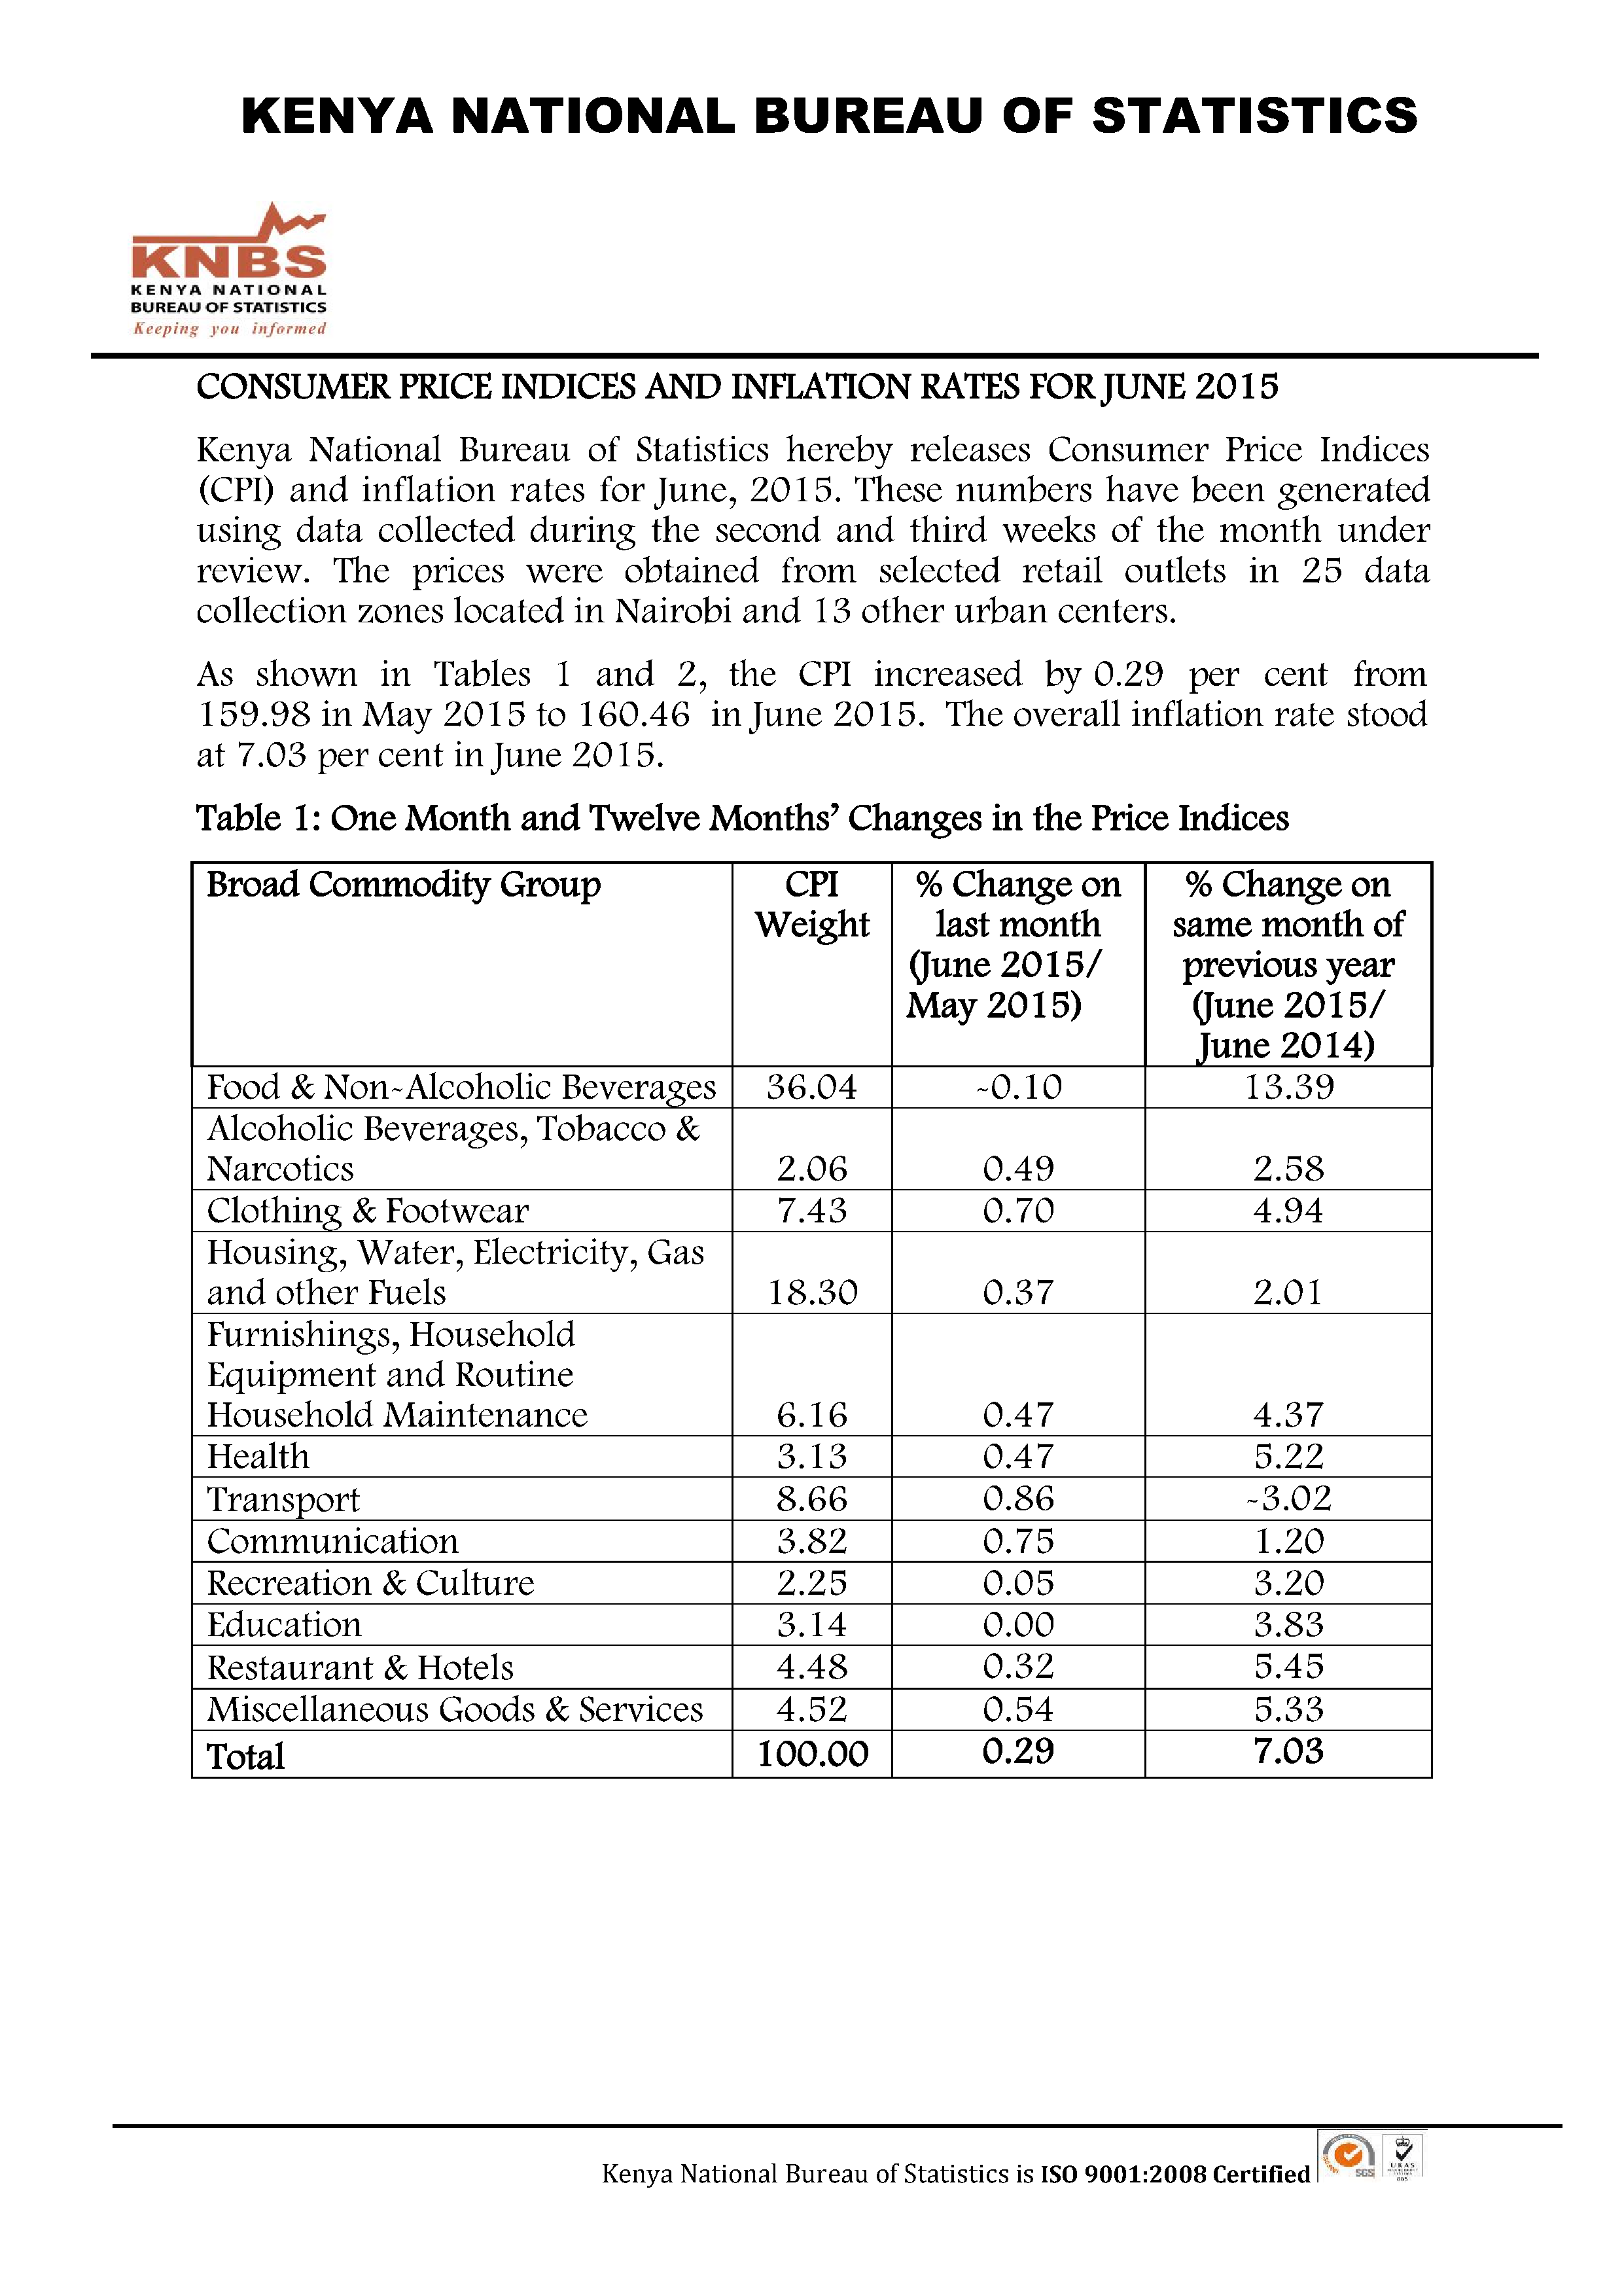 KENYA NATIONAL BUREAU OF STATISTICS
KNBS
KENYA NATIONAL
BUREAU OF STATISTICS
Keeping you informed
CONSUMER PRICE INDICES AND INFLATION RATES FOR JUNE 2015
Kenya National Bureau of Statistics hereby releases Consumer Price Indices
(CPI) and inflation rates for June, 2015. These numbers have been generated
using data collected during the second and third weeks of the month under
review. The prices were obtained from selected retail outlets in 25 data
collection zones located in Nairobi and 13 other urban centers.
As shown in Tables 1 and 2, the CPI increased by 0.29 per cent from
159.98 in May 2015 to 160.46 in June 2015. The overall inflation rate stood
at 7.03 per cent in June 2015.
Table 1: One Month and Twelve Months’ Changes in the Price Indices
Broad Commodity Group CPI % Change on % Change on
Weight last month same month of
(June 2015/ previous year
May 2015) (June 2015/
June 2014)
Food & Non-Alcoholic Beverages 36.04 -0.10 13.39
Alcoholic Beverages, Tobacco &
Narcotics 2.06 0.49 2.58
Clothing & Footwear 7.43 0.70 4.94
Housing, Water, Electricity, Gas
and other Fuels 18.30 0.37 2.01
Furnishings, Household
Equipment and Routine
Household Maintenance 6.16 0.47 4.37
Health 3.13 0.47 5.22
Transport 8.66 0.86 -3.02
Communication 3.82 0.75 1.20
Recreation & Culture 2.25 0.05 3.20
Education 3.14 0.00 3.83
Restaurant & Hotels 4.48 0.32 5.45
Miscellaneous Goods & Services 4.52 0.54 5.33
Total 100.00 0.29 7.03
Kenya National Bureau of Statistics is ISO 9001:2008 Certified
SGS
UKAS